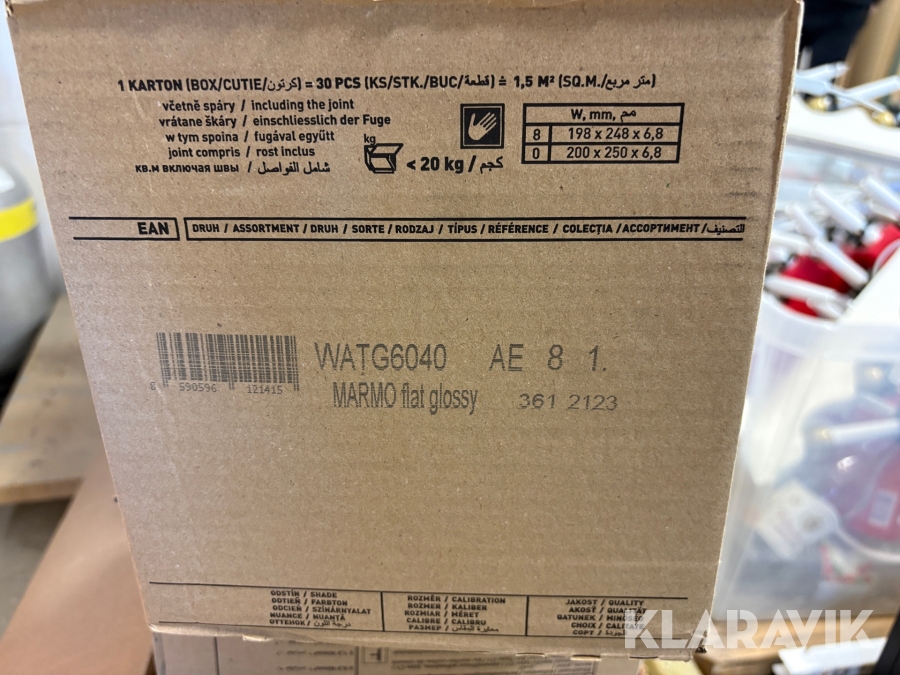 1 KARTON (BOX/CUTIE/كرتون) = 30 PCS (KS/STK./BUC/قطعة) ≙ 1,5 M² (SQ.M./متر مربع)
včetně spáry / including the joint
vrátane škáry / einschliesslich der Fuge
w tym spoina / fugával együtt
joint compris / rost inclus
кв.м включая швы / شامل الفواصل
kg
< 20 kg / كجم
W, mm, مم
8 198 x 248 x 6,8
0 200 x 250 x 6,8
EAN
DRUH / ASSORTMENT / DRUH / SORTE / RODZAJ / TÍPUS / RÉFÉRENCE / COLECȚIA / АССОРТИМЕНТ / التصنيف
WATG6040 AE 8 1.
MARMO flat glossy 361 2123
8 590596 121415
ODSTÍN / SHADE
ODTIEŇ / FARBTON
ODCIEŃ / SZÍNÁRNYALAT
NUANCE / NUANȚĂ
ОТТЕНОК / درجة اللون
ROZMĚR / CALIBRATION
ROZMER / KALIBER
ROZMIAR / MÉRET
CALIBRE / CALIBRU
РАЗМЕР / معايرة المقاس
JAKOST / QUALITY
AKOSŤ / QUALITÄT
GATUNEK / MINŐSÉG
CHOIX / CALITATE
СОРТ / الجودة
KLARAVIK